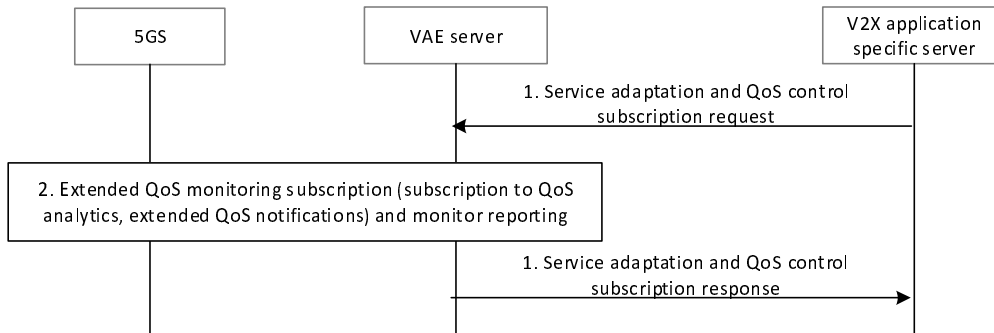 5GS
VAE server
V2X application
specific server
1. Service adaptation and QoS control
subscription request
2. Extended QoS monitoring subscription (subscription to QoS
analytics, extended QoS notifications) and monitor reporting
1. Service adaptation and QoS control
subscription response